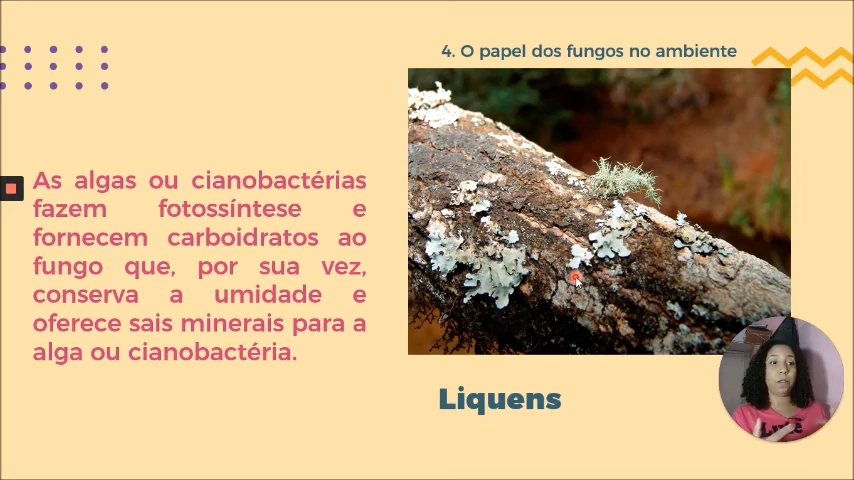 4. O papel dos fungos no ambiente
As algas ou cianobactérias
fazem fotossíntese e
fornecem carboidratos ao
fungo que, por sua vez,
conserva a umidade e
oferece sais minerais para a
alga ou cianobactéria.
Liquens